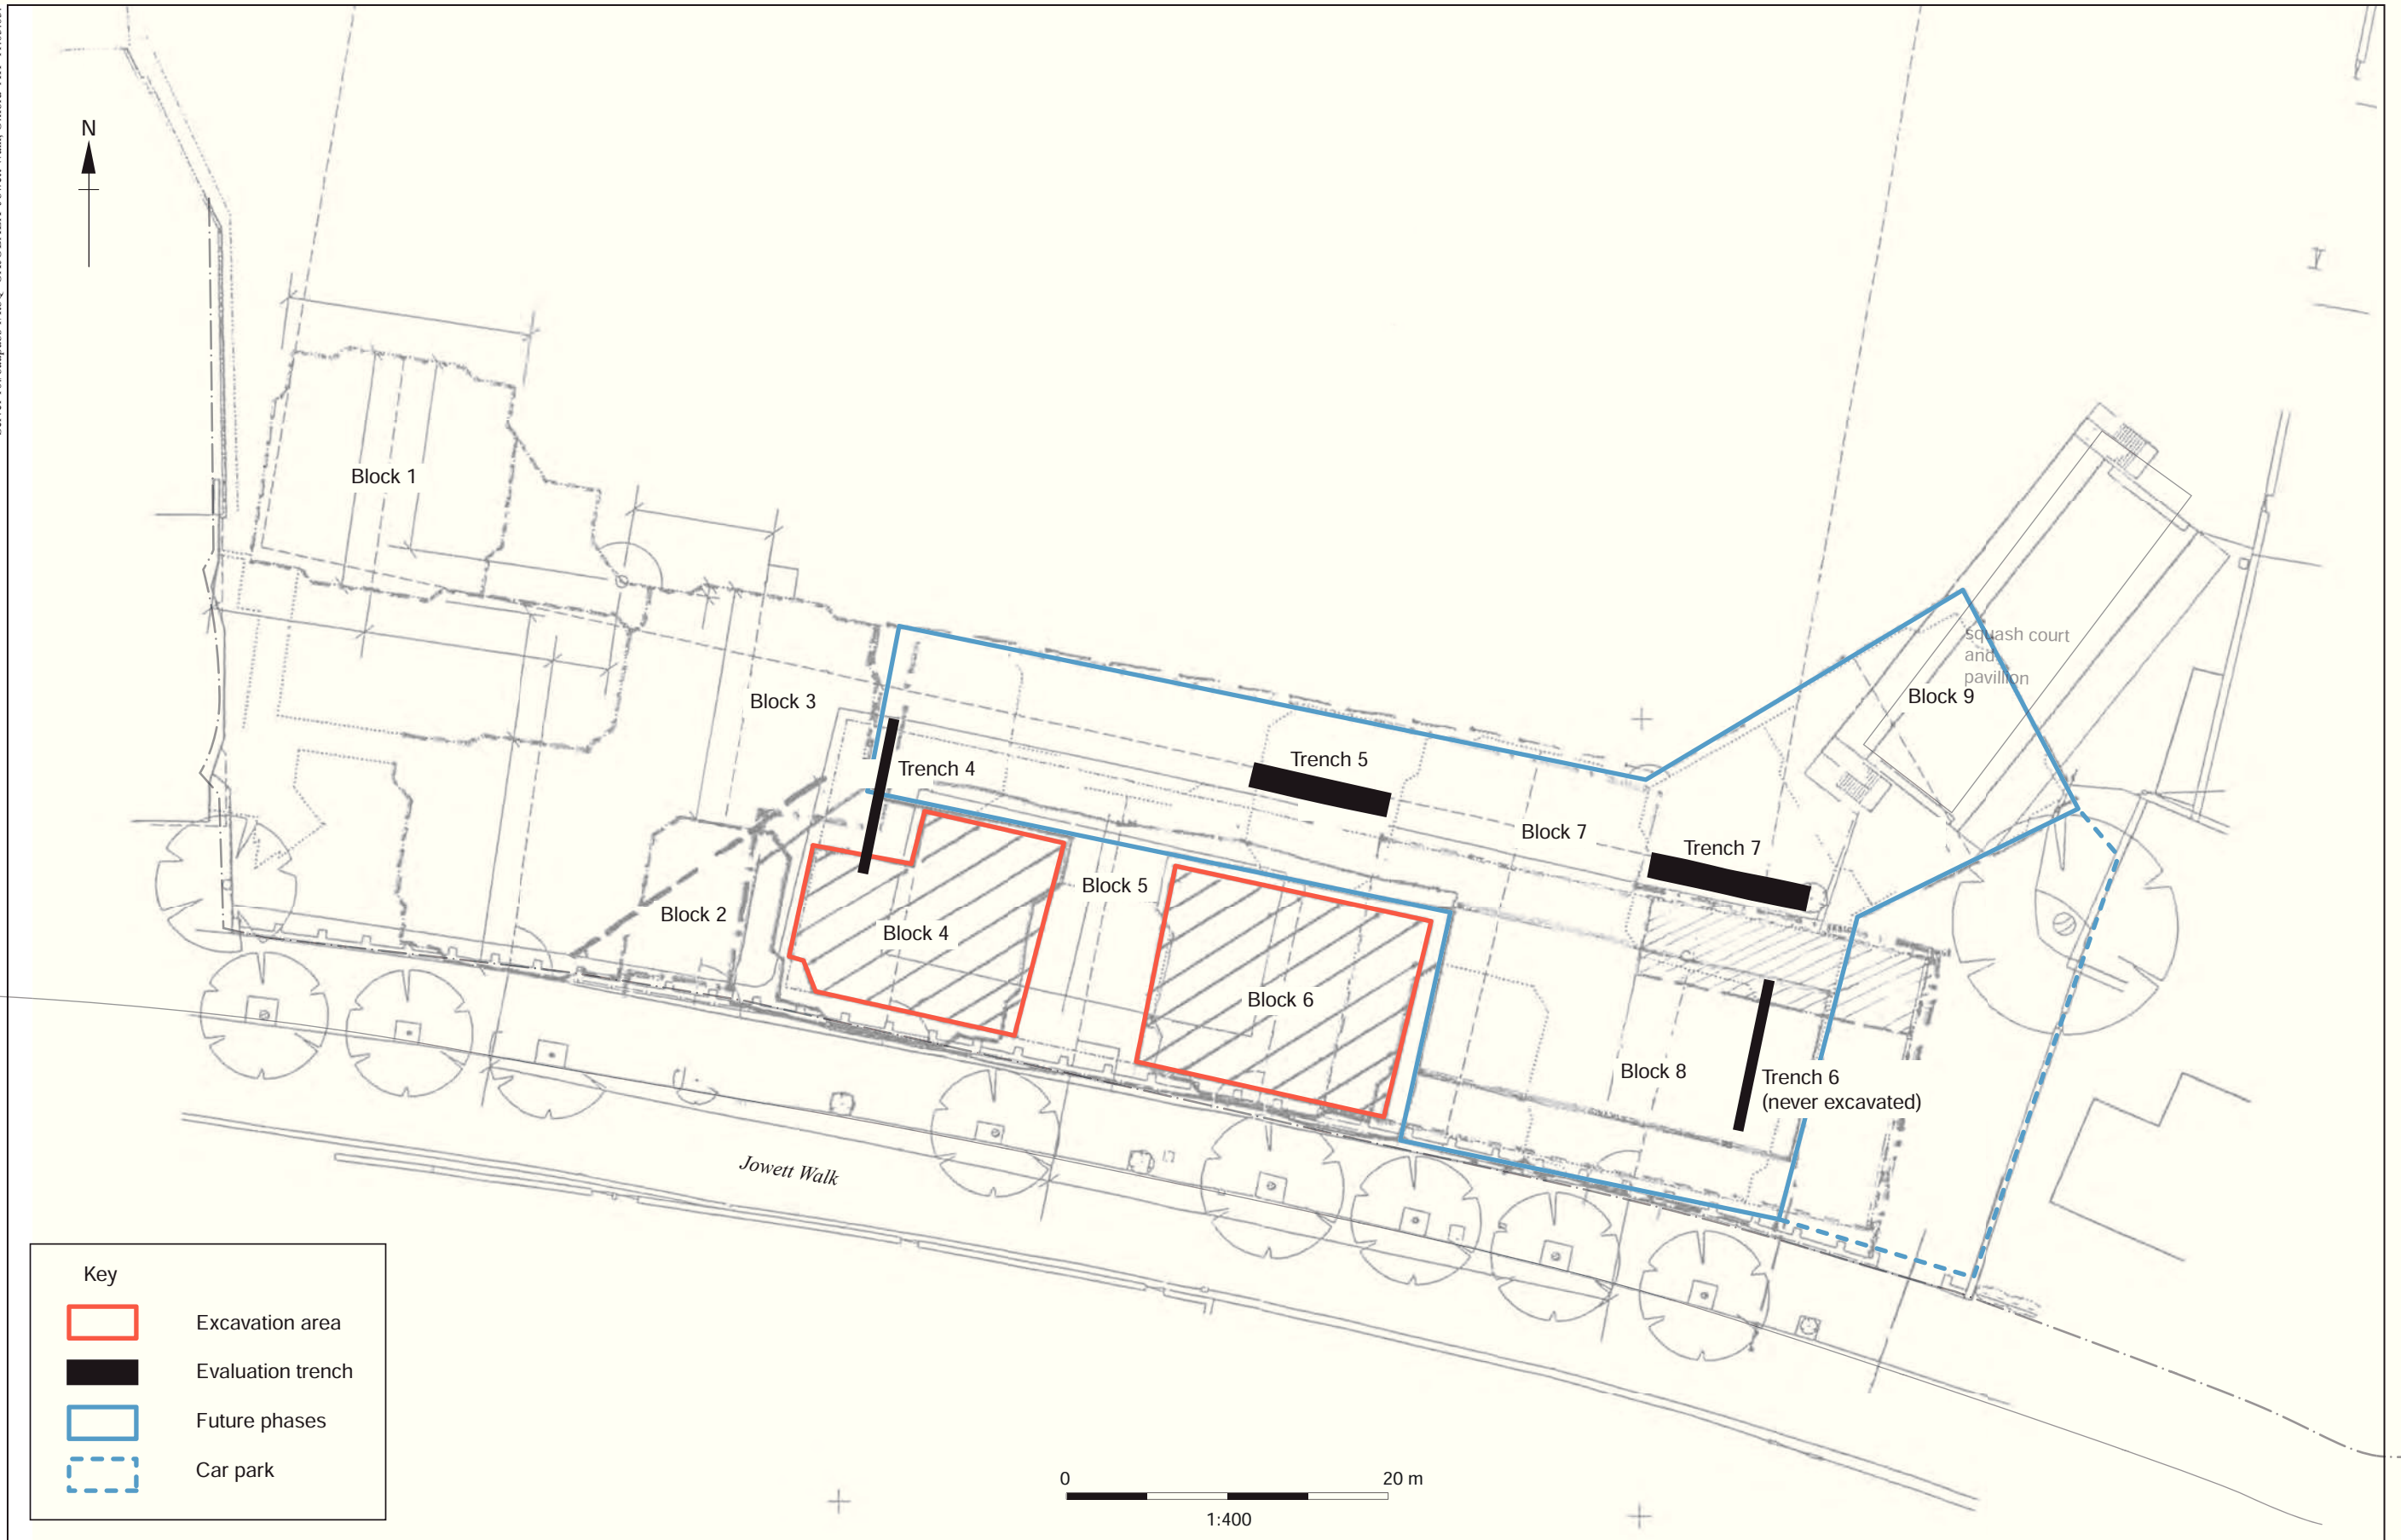 N
Block 1
Block 3
squash court
and
pavillion
Block 9
Trench 5
Trench 4
Block 7
Trench 7
Block 5
Block 2
Block 4
Block 6
Block 8
Trench 6
(never excavated)
Jowett Walk
Key
Excavation area
Evaluation trench
Future phases
Car park
0 20 m
1:400